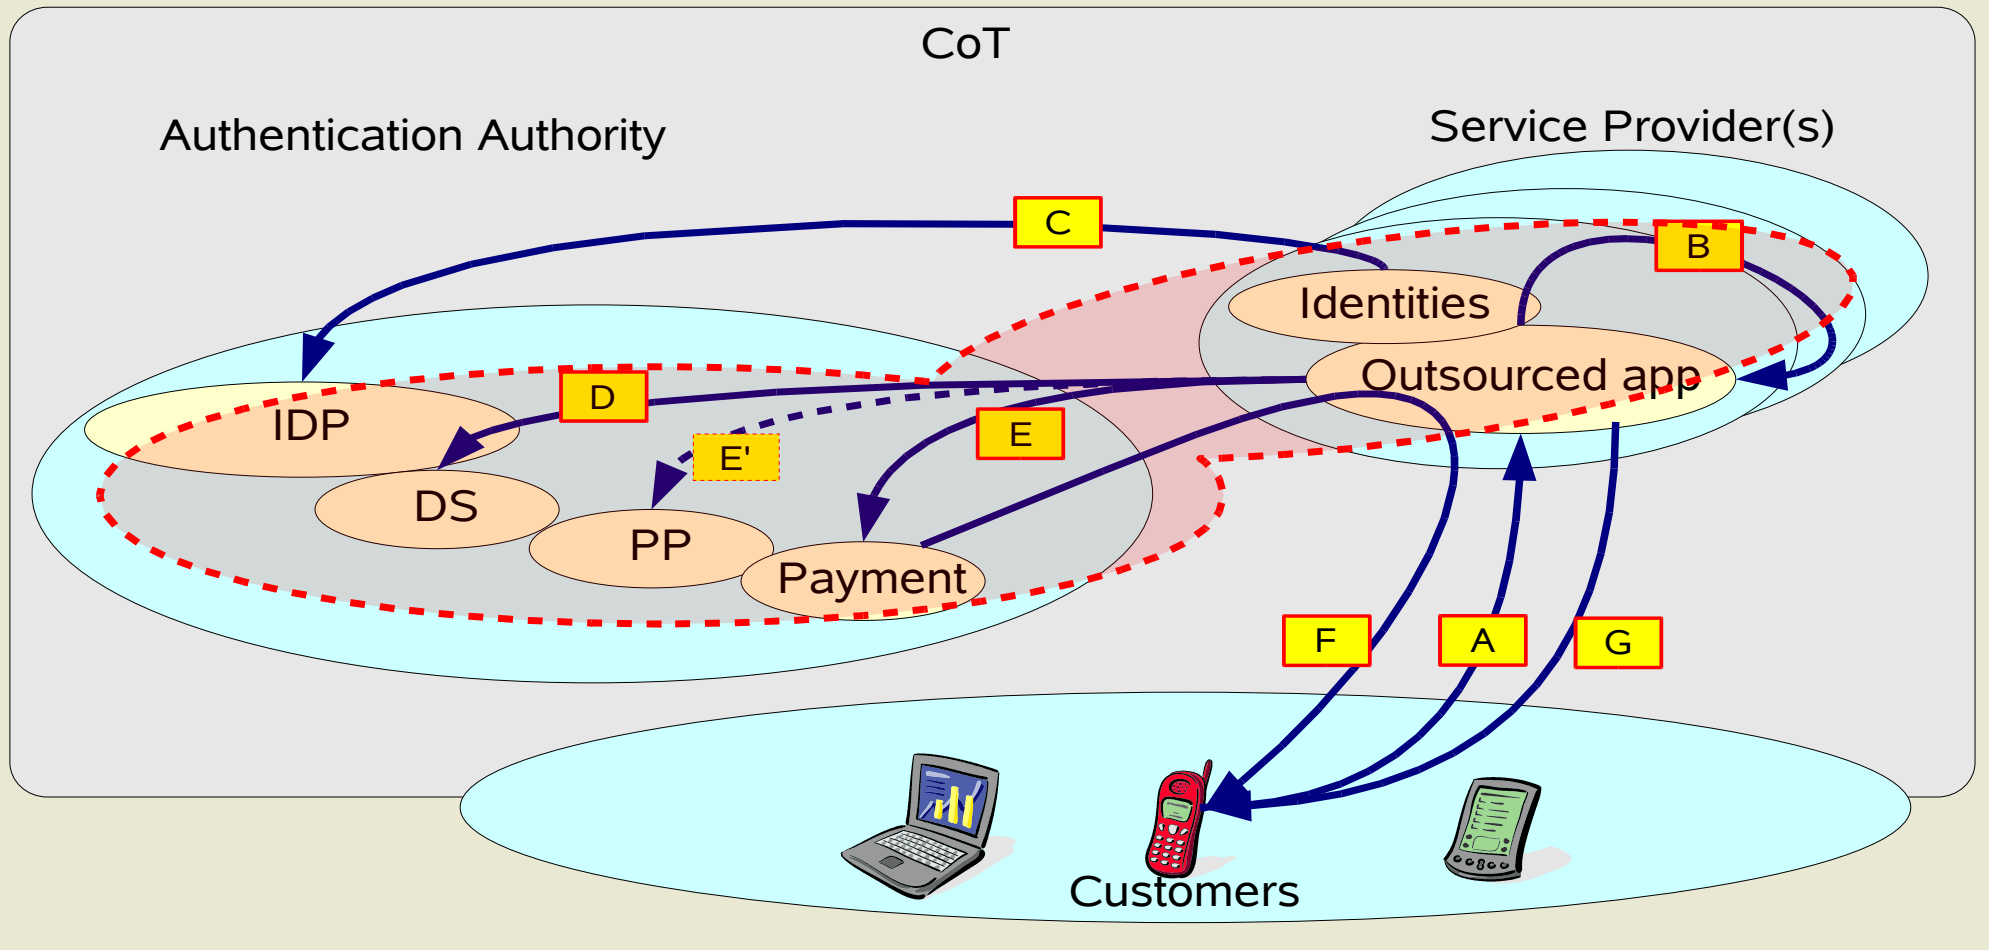 CoT
Authentication Authority
Service Provider(s)
C
B
Identities
Outsourced app
D
E
E'
IDP
DS
PP
Payment
F
A
G
Customers